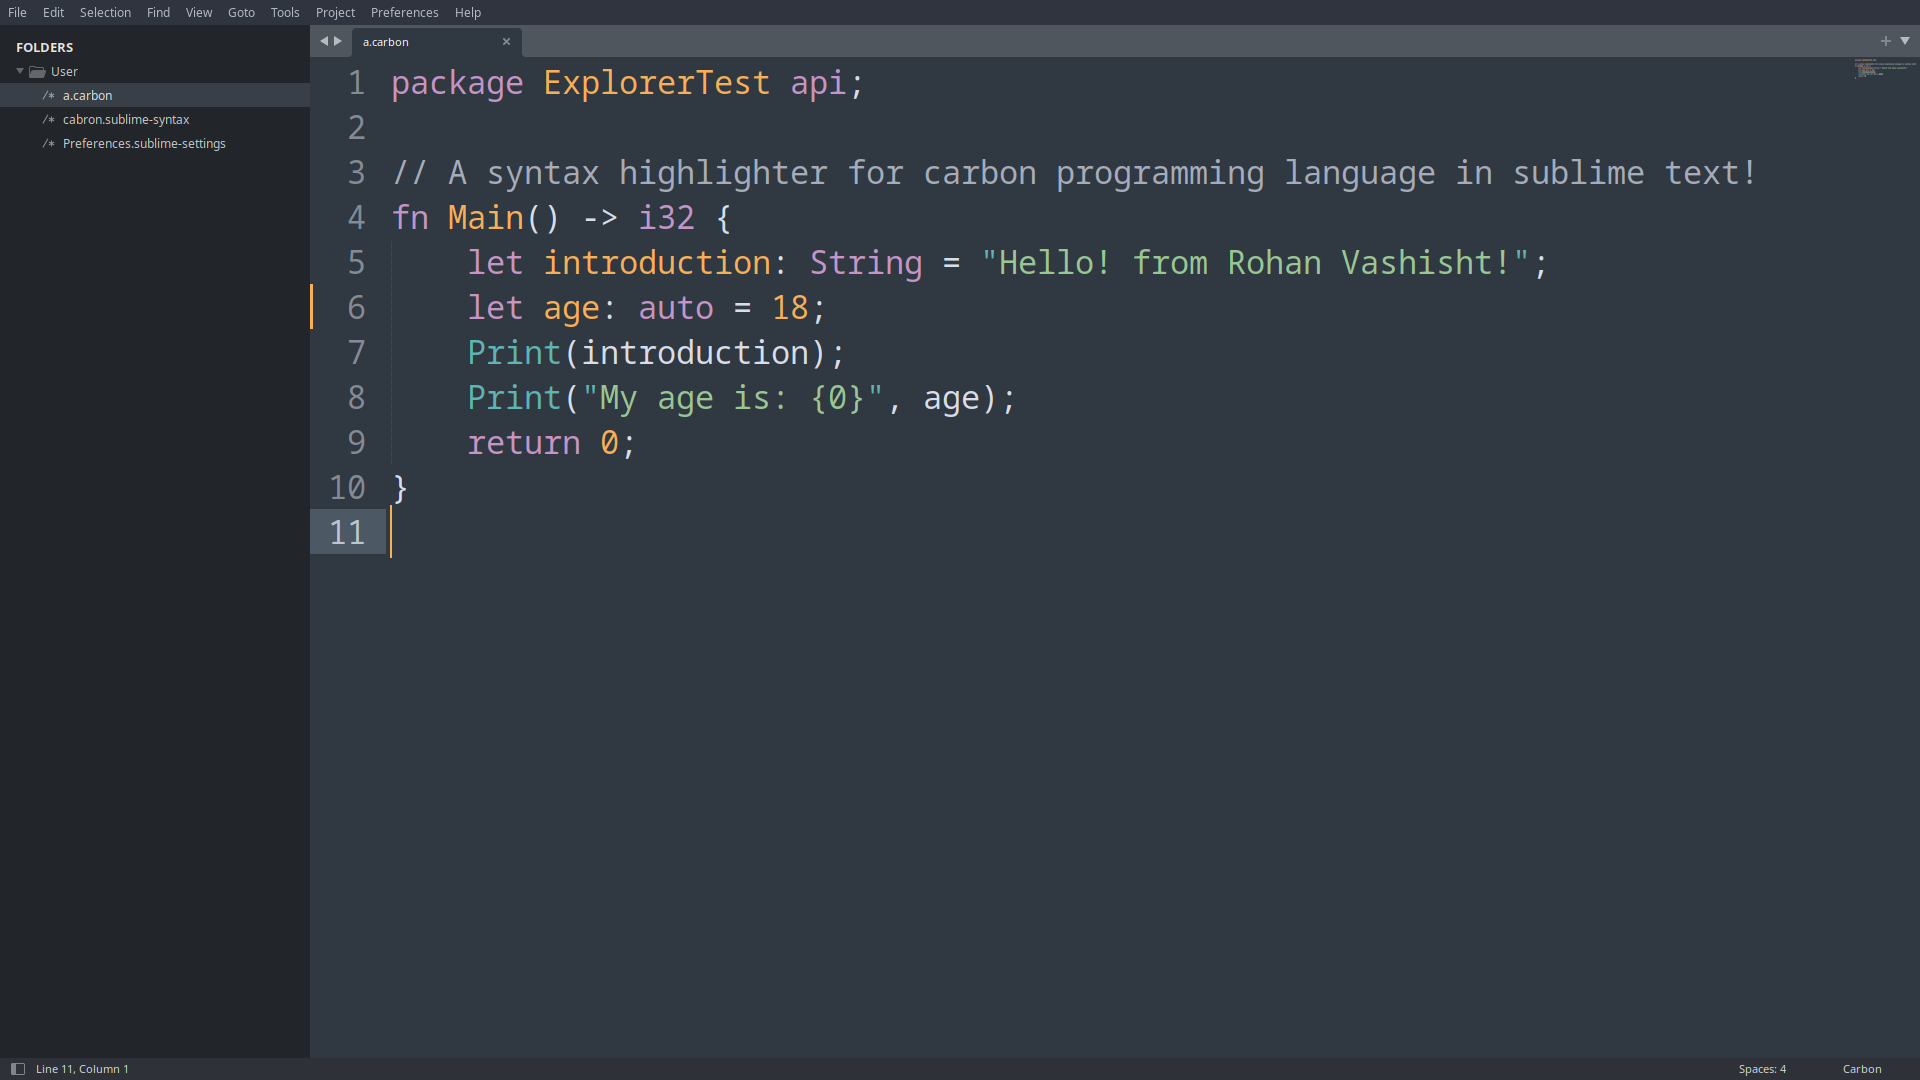 File Edit Selection Find View Goto Tools Project Preferences Help
FOLDERS
User
/* a.carbon
/* cabron.sublime-syntax
/* Preferences.sublime-settings
a.carbon ×
1 package ExplorerTest api;
2
3 // A syntax highlighter for carbon programming language in sublime text!
4 fn Main() -> i32 {
5     let introduction: String = "Hello! from Rohan Vashisht!";
6     let age: auto = 18;
7     Print(introduction);
8     Print("My age is: {0}", age);
9     return 0;
10 }
11
Line 11, Column 1
Spaces: 4
Carbon